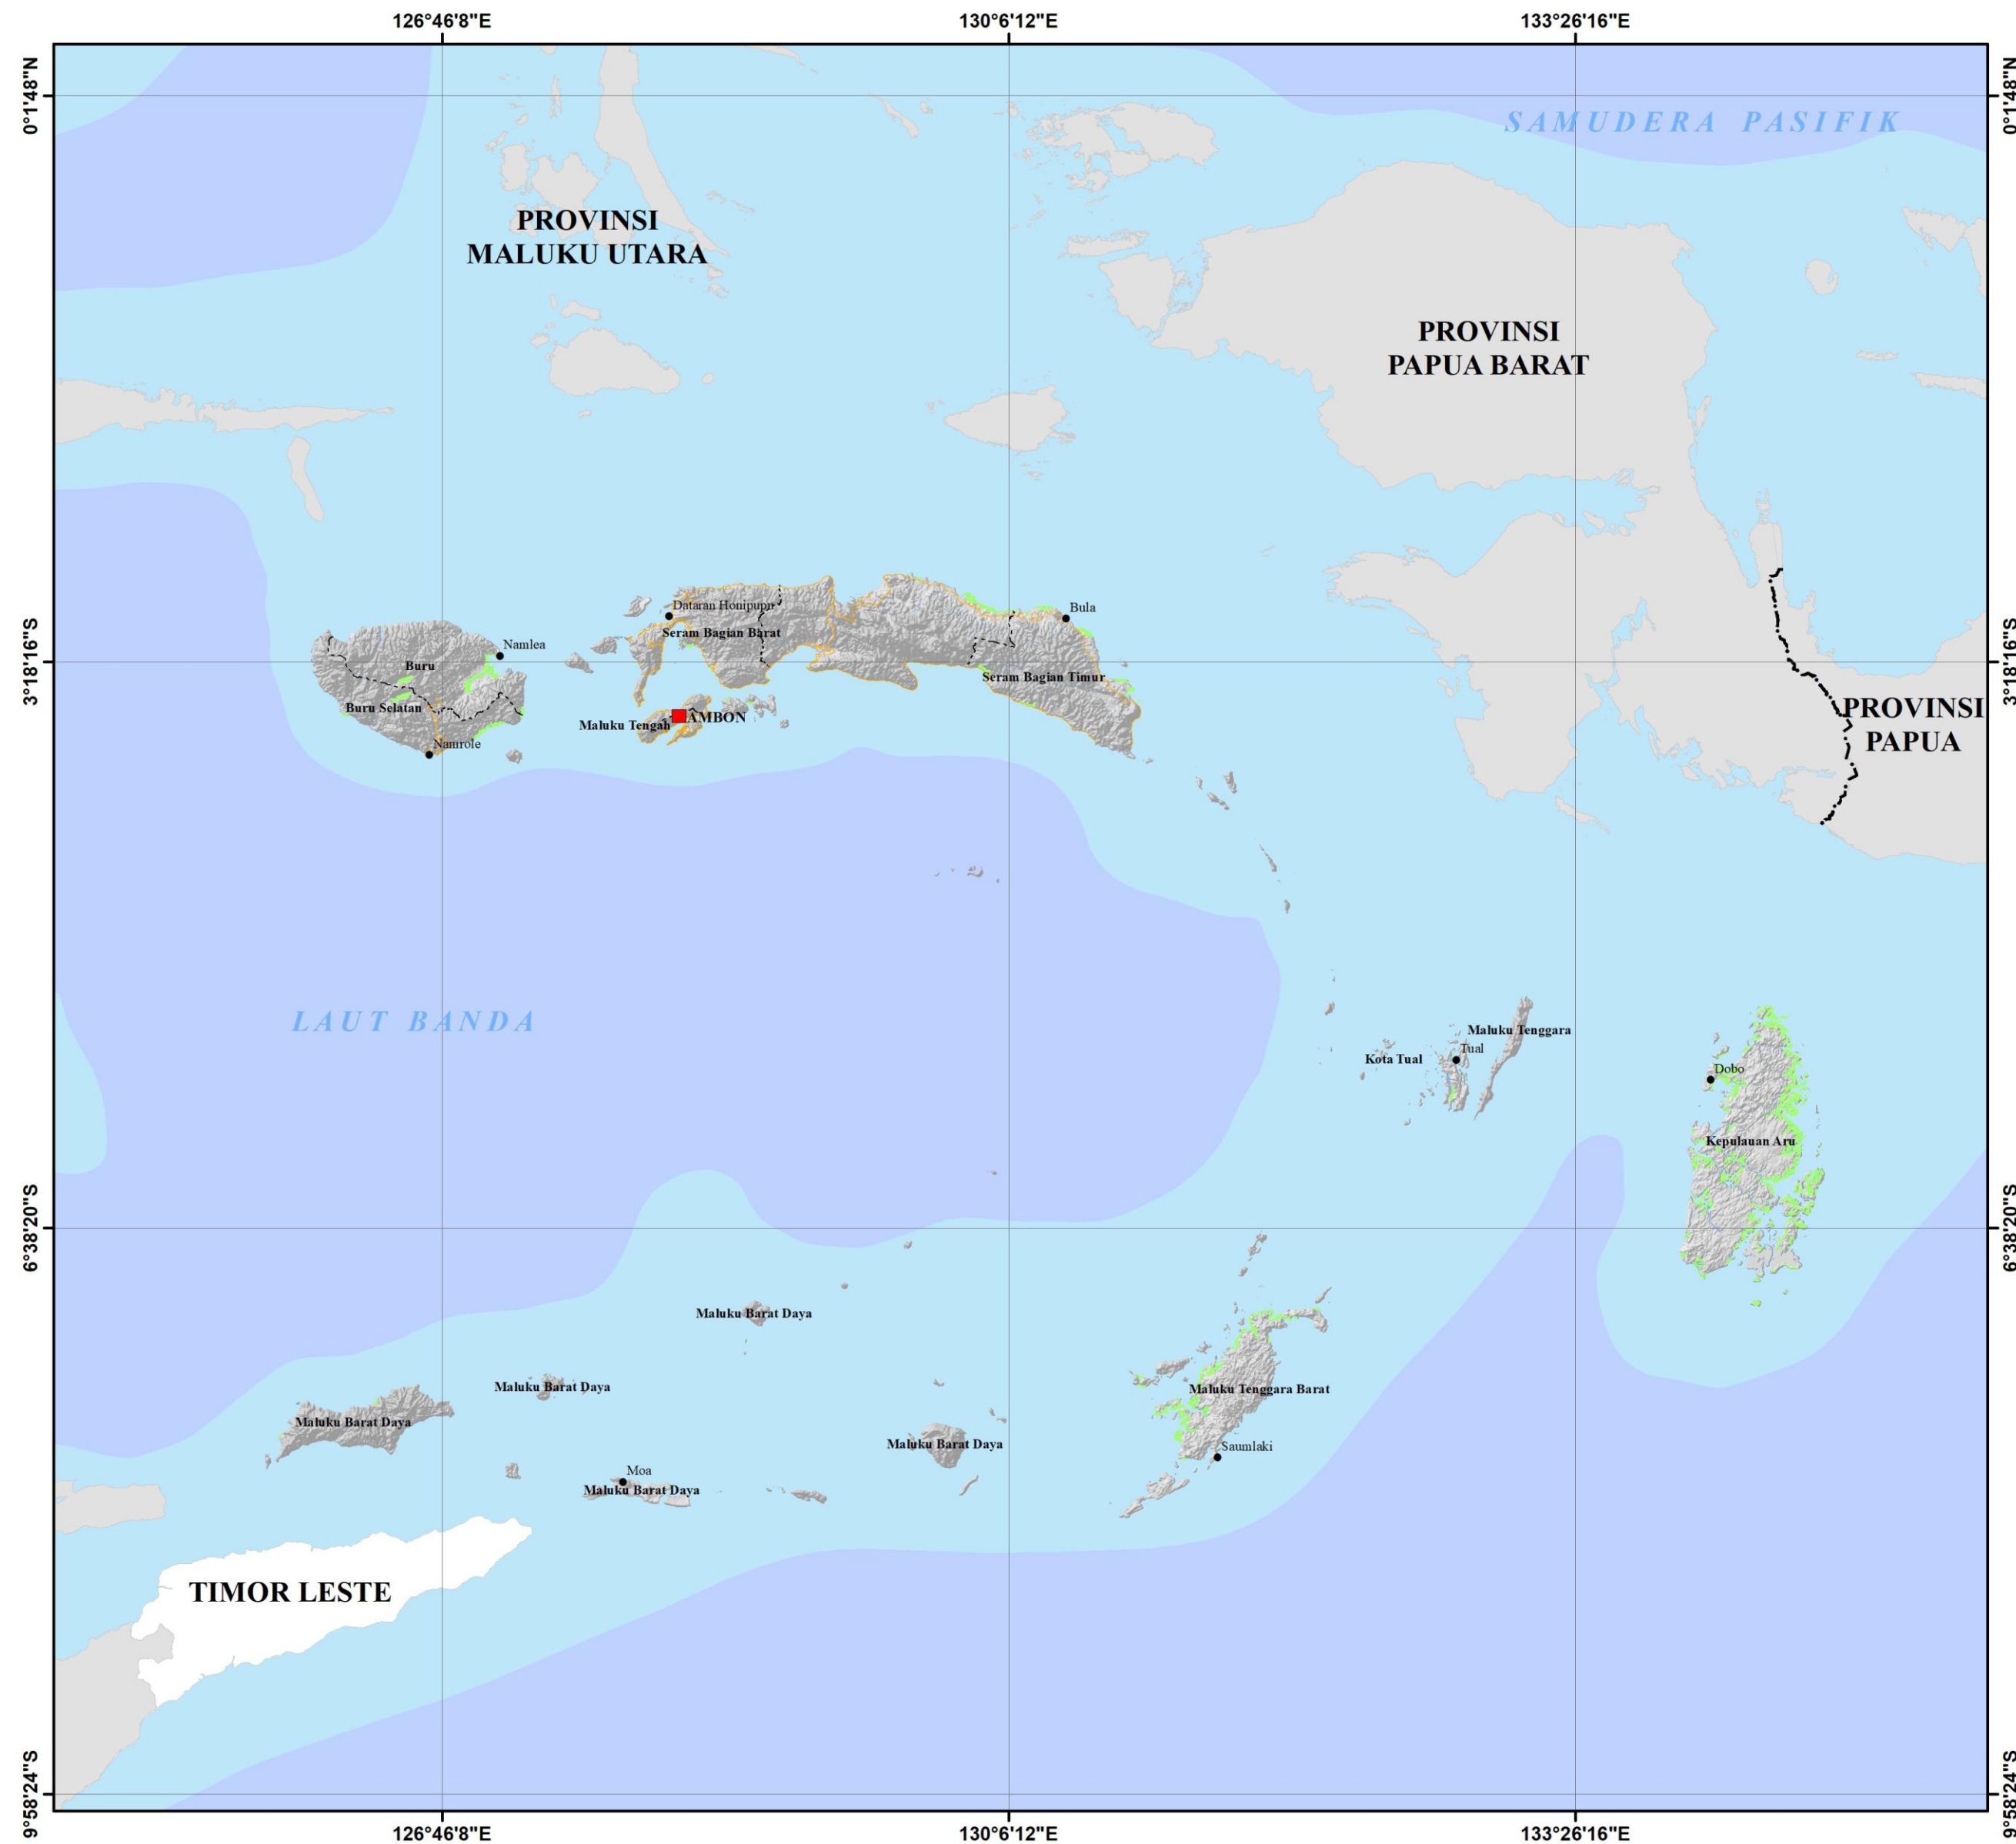 126°46'8"E
130°6'12"E
133°26'16"E
0°1'48"N
0°1'48"N
SAMUDERA PASIFIK
PROVINSI
MALUKU UTARA
PROVINSI
PAPUA BARAT
Dataran Honipupu
Bula
Seram Bagian Barat
Namlea
3°18'16"S
3°18'16"S
Buru
Seram Bagian Timur
Buru Selatan
PROVINSI
PAPUA
AMBON
Maluku Tengah
Namrole
LAUT BANDA
Maluku Tenggara
Tual
Kota Tual
Dobo
Kepulauan Aru
6°38'20"S
6°38'20"S
Maluku Barat Daya
Maluku Barat Daya
Maluku Tenggara Barat
Maluku Barat Daya
Maluku Barat Daya
Saumlaki
Moa
Maluku Barat Daya
TIMOR LESTE
9°58'24"S
9°58'24"S
126°46'8"E
130°6'12"E
133°26'16"E